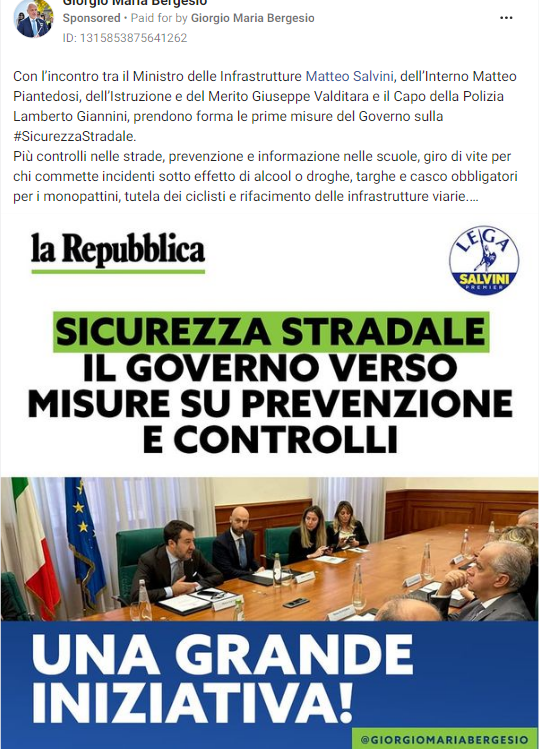 Giorgio Maria Bergesio
Sponsored • Paid for by Giorgio Maria Bergesio
ID: 1315853875641262
Con l'incontro tra il Ministro delle Infrastrutture Matteo Salvini, dell'Interno Matteo
Piantedosi, dell'Istruzione e del Merito Giuseppe Valditara e il Capo della Polizia
Lamberto Giannini, prendono forma le prime misure del Governo sulla
#SicurezzaStradale.
Più controlli nelle strade, prevenzione e informazione nelle scuole, giro di vite per
chi commette incidenti sotto effetto di alcool o droghe, targhe e casco obbligatori
per i monopattini, tutela dei ciclisti e rifacimento delle infrastrutture viarie....
la Repubblica
LEGA
SALVINI
PREMIER
SICUREZZA STRADALE
IL GOVERNO VERSO
MISURE SU PREVENZIONE
E CONTROLLI
UNA GRANDE
INIZIATIVA!
@GIORGIOMARIABERGESIO